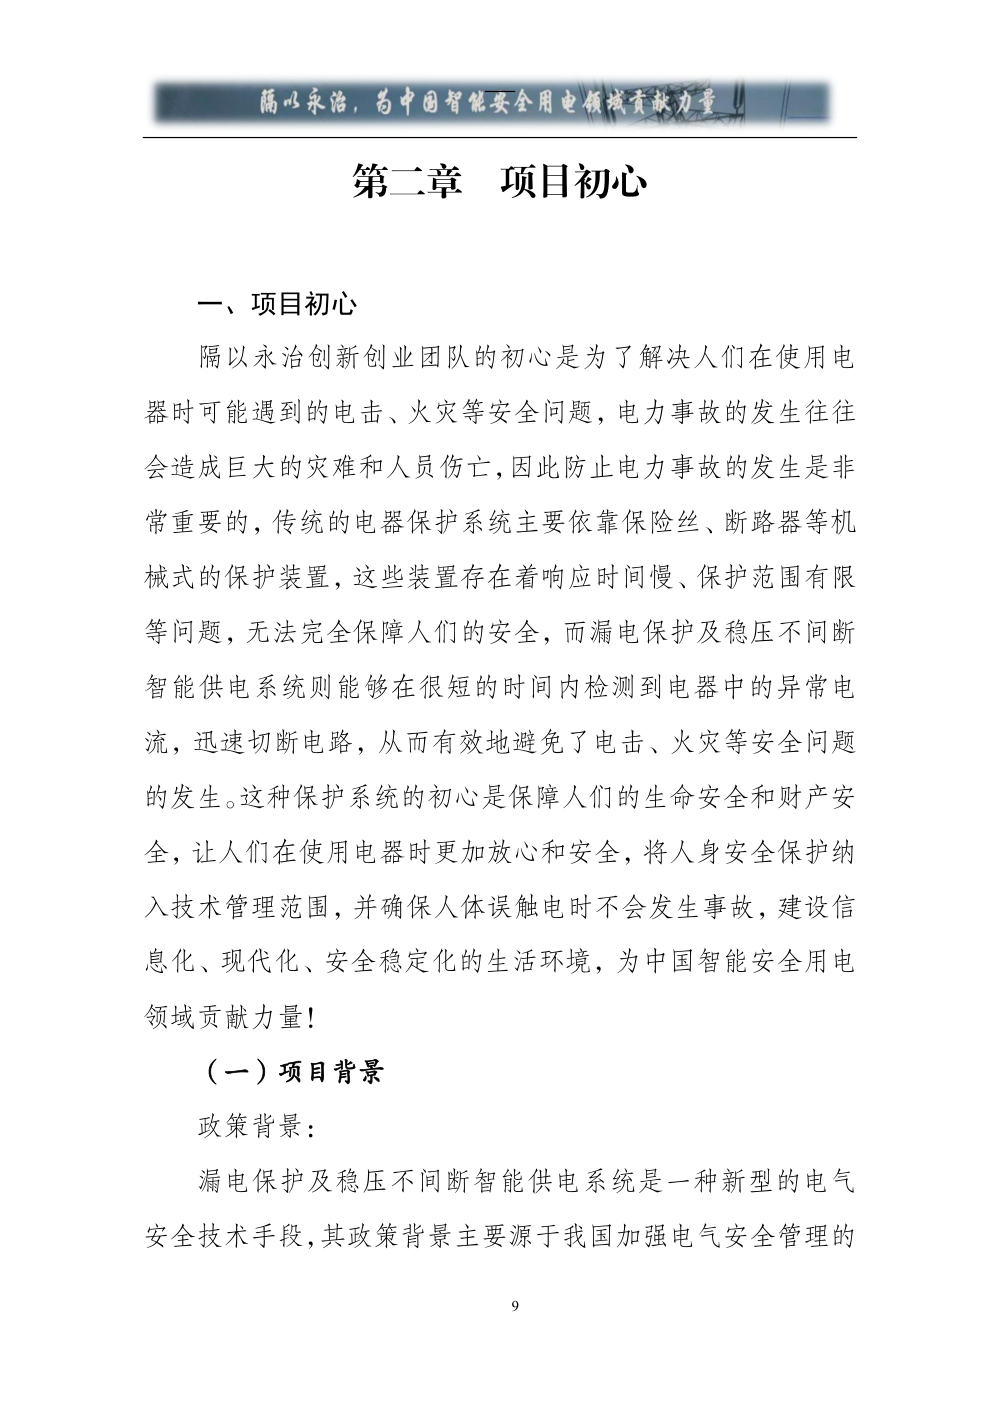 隔以永治，为中国智能安全用电领域贡献力量
第二章 项目初心
一、项目初心
隔以永治创新创业团队的初心是为了解决人们在使用电
器时可能遇到的电击、火灾等安全问题，电力事故的发生往往
会造成巨大的灾难和人员伤亡，因此防止电力事故的发生是非
常重要的，传统的电器保护系统主要依靠保险丝、断路器等机
械式的保护装置，这些装置存在着响应时间慢、保护范围有限
等问题，无法完全保障人们的安全，而漏电保护及稳压不间断
智能供电系统则能够在很短的时间内检测到电器中的异常电
流，迅速切断电路，从而有效地避免了电击、火灾等安全问题
的发生。这种保护系统的初心是保障人们的生命安全和财产安
全，让人们在使用电器时更加放心和安全，将人身安全保护纳
入技术管理范围，并确保人体误触电时不会发生事故，建设信
息化、现代化、安全稳定化的生活环境，为中国智能安全用电
领域贡献力量！
（一）项目背景
政策背景：
漏电保护及稳压不间断智能供电系统是一种新型的电气
安全技术手段，其政策背景主要源于我国加强电气安全管理的
9